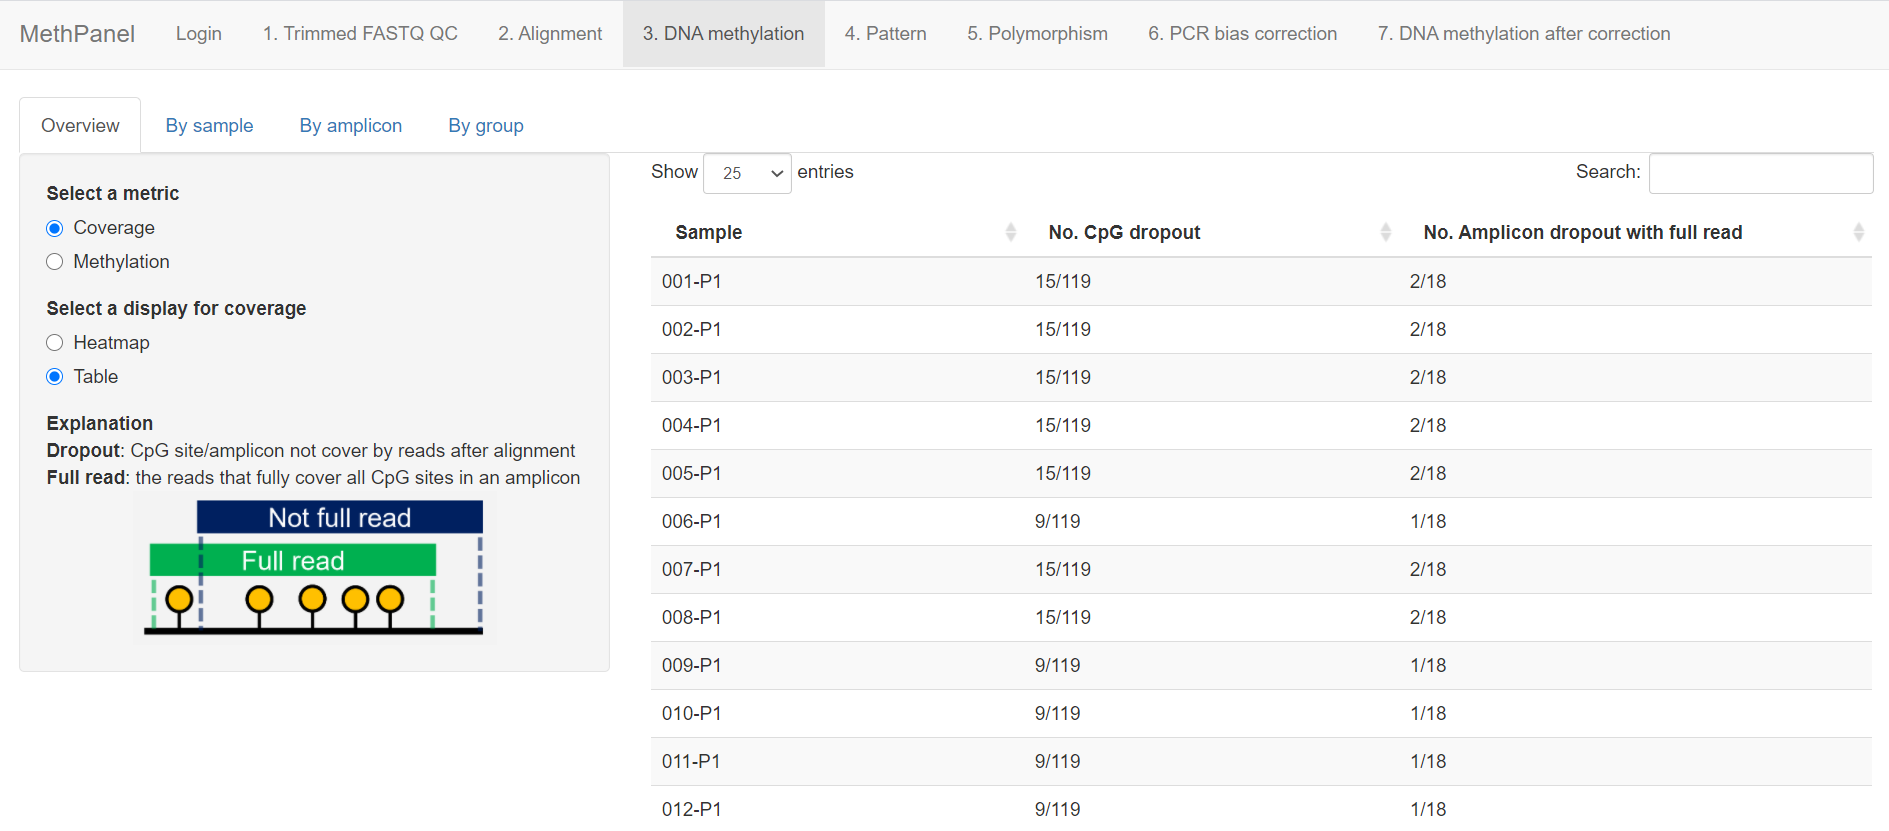 MethPanel Login 1. Trimmed FASTQ QC 2. Alignment 3. DNA methylation 4. Pattern 5. Polymorphism 6. PCR bias correction 7. DNA methylation after correction
Overview By sample By amplicon By group
Select a metric
Coverage
Methylation
Select a display for coverage
Heatmap
Table
Explanation
Dropout: CpG site/amplicon not cover by reads after alignment
Full read: the reads that fully cover all CpG sites in an amplicon
Not full read
Full read
Show 25 entries Search:
Sample No. CpG dropout No. Amplicon dropout with full read
001-P1 15/119 2/18
002-P1 15/119 2/18
003-P1 15/119 2/18
004-P1 15/119 2/18
005-P1 15/119 2/18
006-P1 9/119 1/18
007-P1 15/119 2/18
008-P1 15/119 2/18
009-P1 9/119 1/18
010-P1 9/119 1/18
011-P1 9/119 1/18
012-P1 9/119 1/18